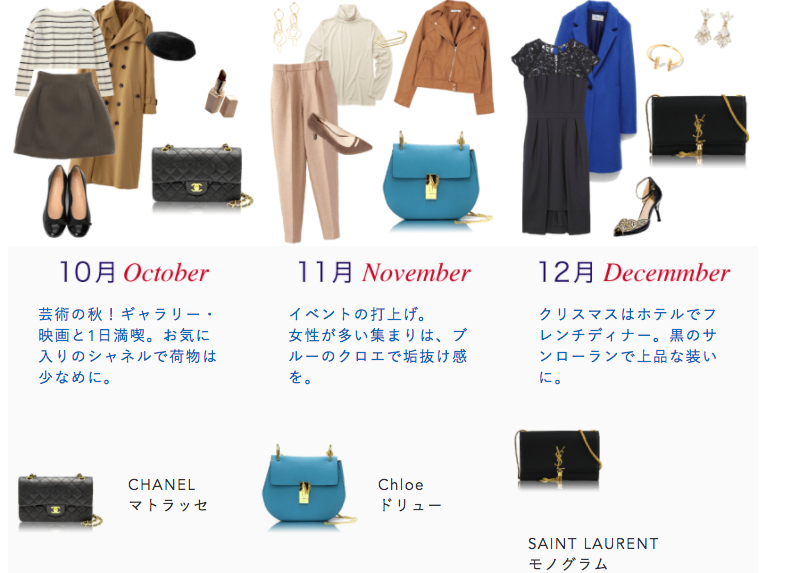 10月 October
芸術の秋！ギャラリー・
映画と1日満喫。お気に
入りのシャネルで荷物は
少なめに。
CHANEL
マトラッセ
11月 November
イベントの打上げ。
女性が多い集まりは、ブ
ルーのクロエで垢抜け感
を。
Chloe
ドリュー
12月 Decemmber
クリスマスはホテルでフ
レンチディナー。黒のサ
ンローランで上品な装い
に。
SAINT LAURENT
モノグラム